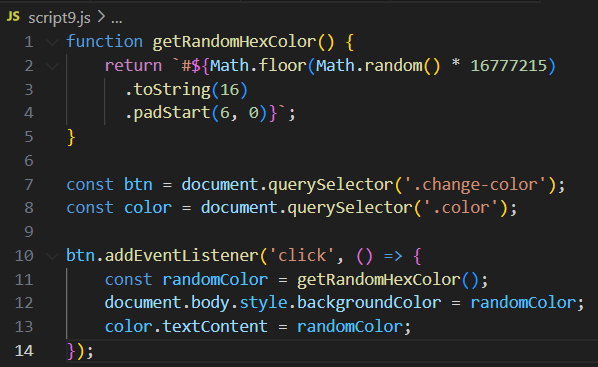 JS script9.js > ...
1 function getRandomHexColor() {
2     return `#${Math.floor(Math.random() * 16777215)
3       .toString(16)
4       .padStart(6, 0)}`;
5 }
6
7 const btn = document.querySelector('.change-color');
8 const color = document.querySelector('.color');
9
10 btn.addEventListener('click', () => {
11     const randomColor = getRandomHexColor();
12     document.body.style.backgroundColor = randomColor;
13     color.textContent = randomColor;
14 });